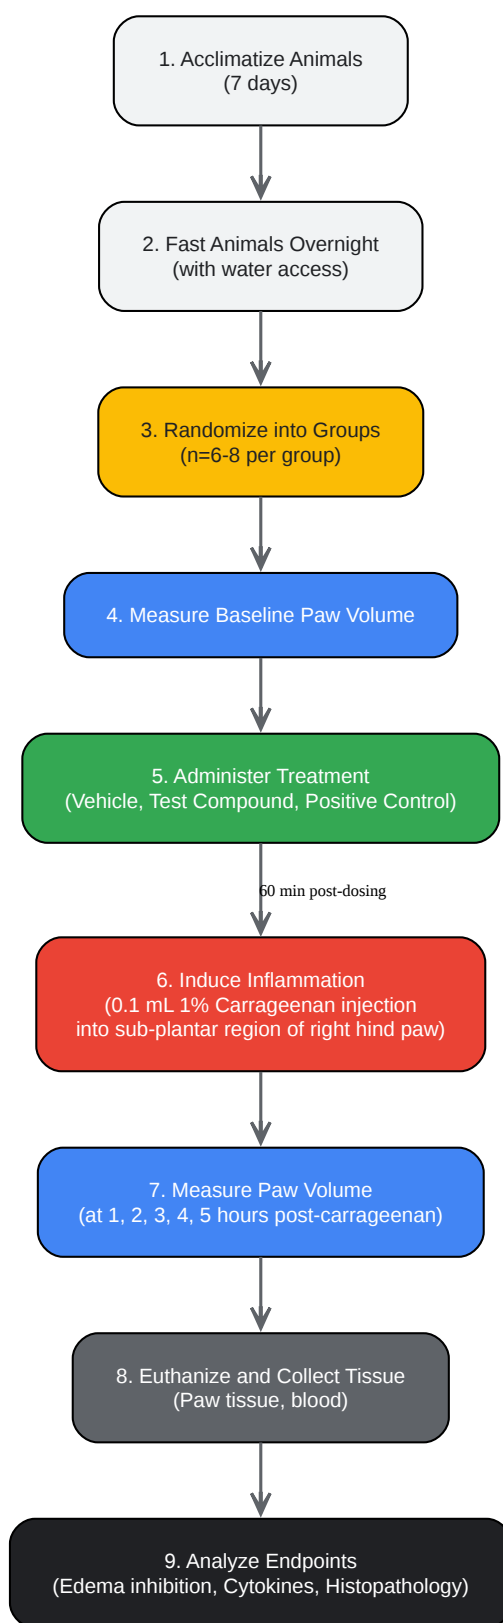 1. Acclimatize Animals
(7 days)
2. Fast Animals Overnight
(with water access)
3. Randomize into Groups
(n=6-8 per group)
4. Measure Baseline Paw Volume
5. Administer Treatment
(Vehicle, Test Compound, Positive Control)
60 min post-dosing
6. Induce Inflammation
(0.1 mL 1% Carrageenan injection
into sub-plantar region of right hind paw)
7. Measure Paw Volume
(at 1, 2, 3, 4, 5 hours post-carrageenan)
8. Euthanize and Collect Tissue
(Paw tissue, blood)
9. Analyze Endpoints
(Edema inhibition, Cytokines, Histopathology)